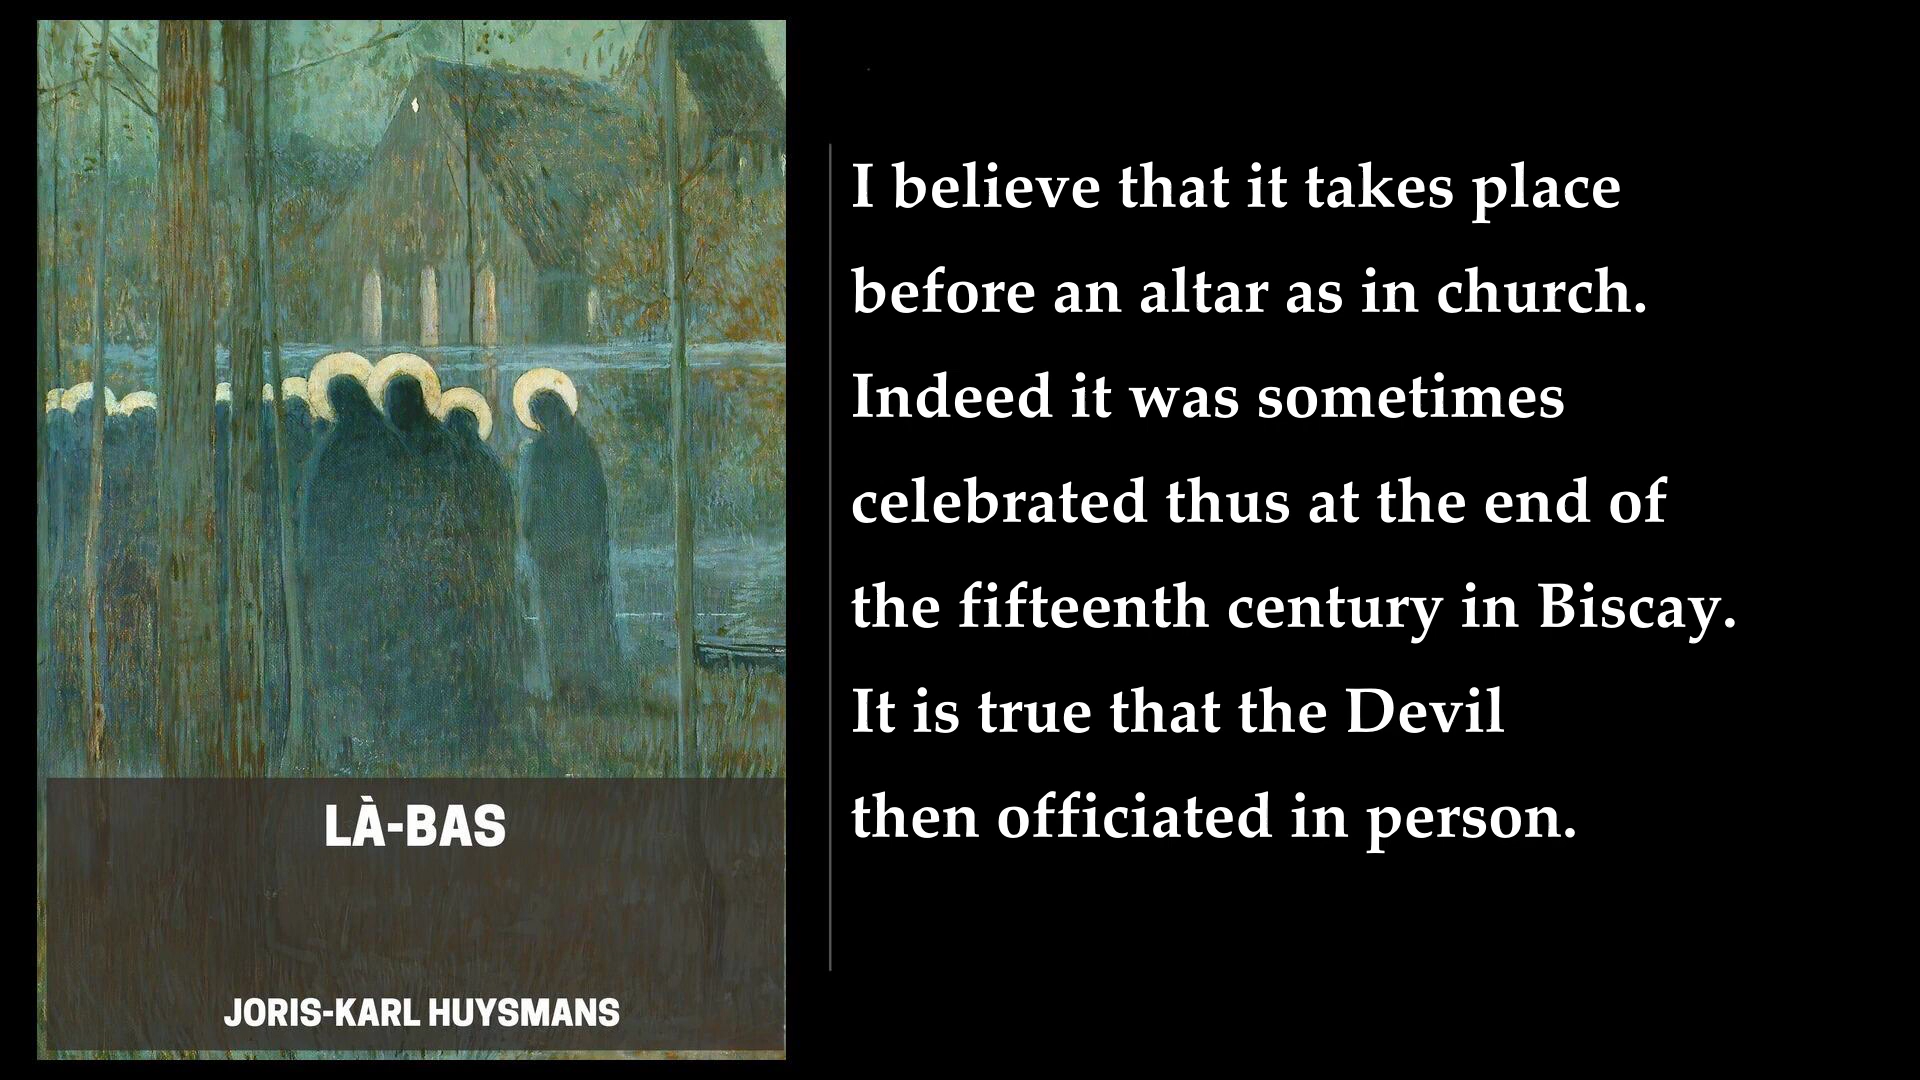 LÀ-BAS
JORIS-KARL HUYSMANS
I believe that it takes place
before an altar as in church.
Indeed it was sometimes
celebrated thus at the end of
the fifteenth century in Biscay.
It is true that the Devil
then officiated in person.